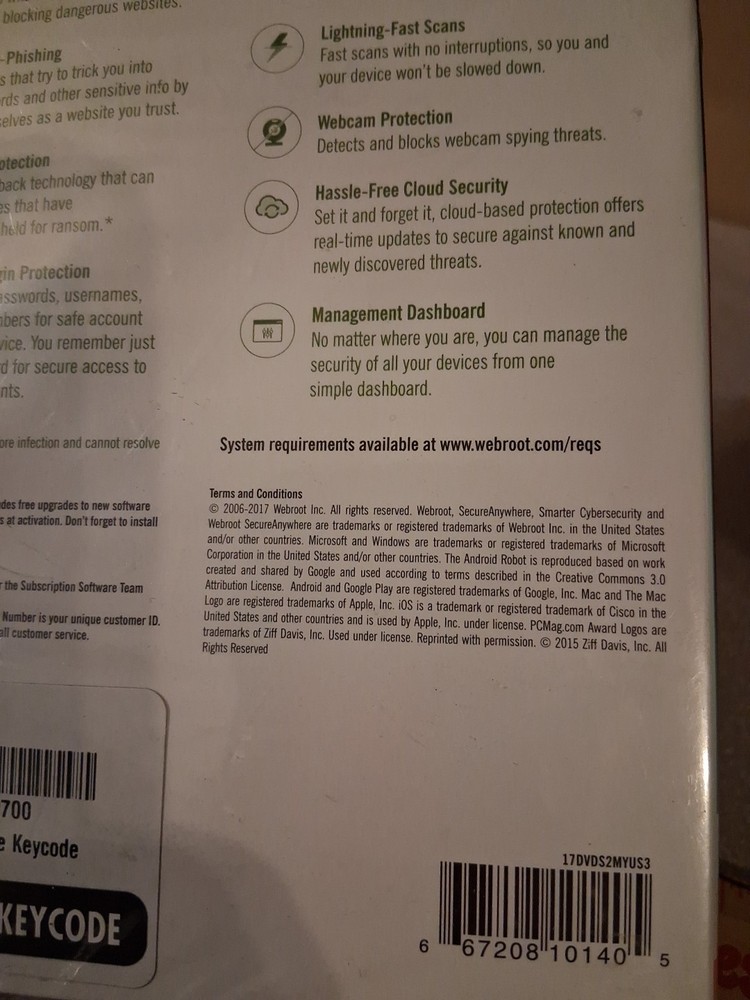 blocking dangerous websites.
-Phishing
s that try to trick you into
rds and other sensitive info by
selves as a website you trust.
otection
back technology that can
es that have
held for ransom.*
gin Protection
asswords, usernames,
bers for safe account
vice. You remember just
d for secure access to
nts.
ore infection and cannot resolve
des free upgrades to new software
s at activation. Don't forget to install
r the Subscription Software Team
Number is your unique customer ID.
all customer service.
700
e Keycode
KEYCODE
Lightning-Fast Scans
Fast scans with no interruptions, so you and
your device won't be slowed down.
Webcam Protection
Detects and blocks webcam spying threats.
Hassle-Free Cloud Security
Set it and forget it, cloud-based protection offers
real-time updates to secure against known and
newly discovered threats.
Management Dashboard
No matter where you are, you can manage the
security of all your devices from one
simple dashboard.
System requirements available at www.webroot.com/reqs
Terms and Conditions
© 2006-2017 Webroot Inc. All rights reserved. Webroot, SecureAnywhere, Smarter Cybersecurity and
Webroot SecureAnywhere are trademarks or registered trademarks of Webroot Inc. in the United States
and/or other countries. Microsoft and Windows are trademarks or registered trademarks of Microsoft
Corporation in the United States and/or other countries. The Android Robot is reproduced based on work
created and shared by Google and used according to terms described in the Creative Commons 3.0
Attribution License. Android and Google Play are registered trademarks of Google, Inc. Mac and The Mac
Logo are registered trademarks of Apple, Inc. iOS is a trademark or registered trademark of Cisco in the
United States and other countries and is used by Apple, Inc. under license. PCMag.com Award Logos are
trademarks of Ziff Davis, Inc. Used under license. Reprinted with permission. © 2015 Ziff Davis, Inc. All
Rights Reserved
17DVDS2MYUS3
6 67208 10140 5